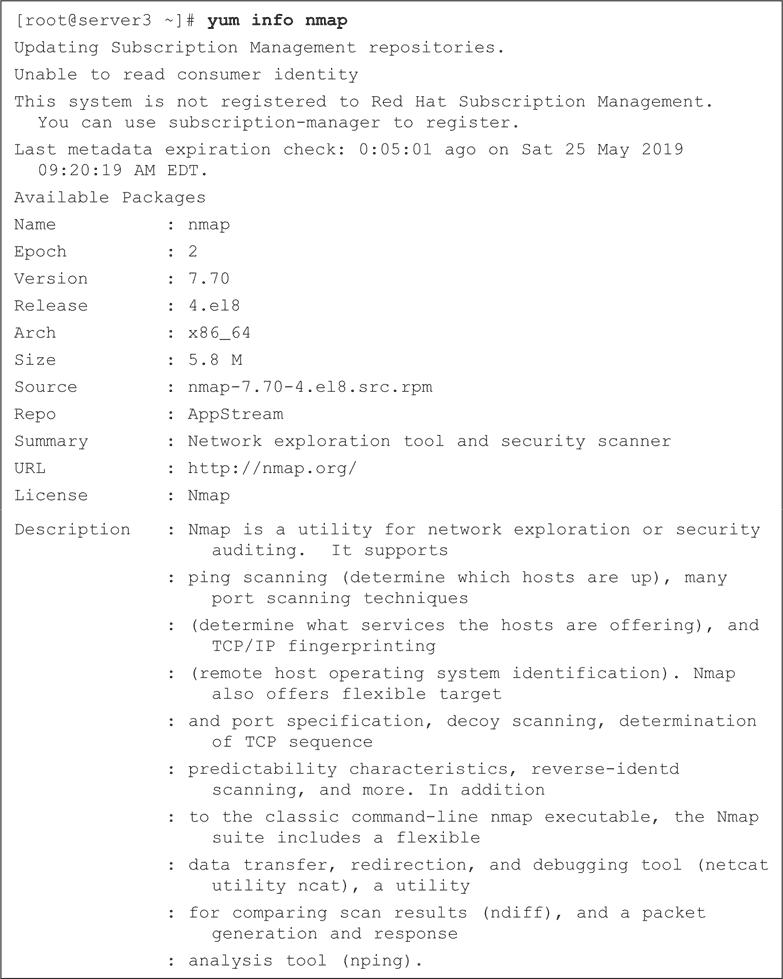 [root@server3 ~]# yum info nmap
Updating Subscription Management repositories.
Unable to read consumer identity
This system is not registered to Red Hat Subscription Management.
You can use subscription-manager to register.
Last metadata expiration check: 0:05:01 ago on Sat 25 May 2019
09:20:19 AM EDT.
Available Packages
Name : nmap
Epoch : 2
Version : 7.70
Release : 4.el8
Arch : x86_64
Size : 5.8 M
Source : nmap-7.70-4.el8.src.rpm
Repo : AppStream
Summary : Network exploration tool and security scanner
URL : http://nmap.org/
License : Nmap
Description : Nmap is a utility for network exploration or security
auditing. It supports
: ping scanning (determine which hosts are up), many
port scanning techniques
: (determine what services the hosts are offering), and
TCP/IP fingerprinting
: (remote host operating system identification). Nmap
also offers flexible target
: and port specification, decoy scanning, determination
of TCP sequence
: predictability characteristics, reverse-identd
scanning, and more. In addition
: to the classic command-line nmap executable, the Nmap
suite includes a flexible
: data transfer, redirection, and debugging tool (netcat
utility ncat), a utility
: for comparing scan results (ndiff), and a packet
generation and response
: analysis tool (nping).